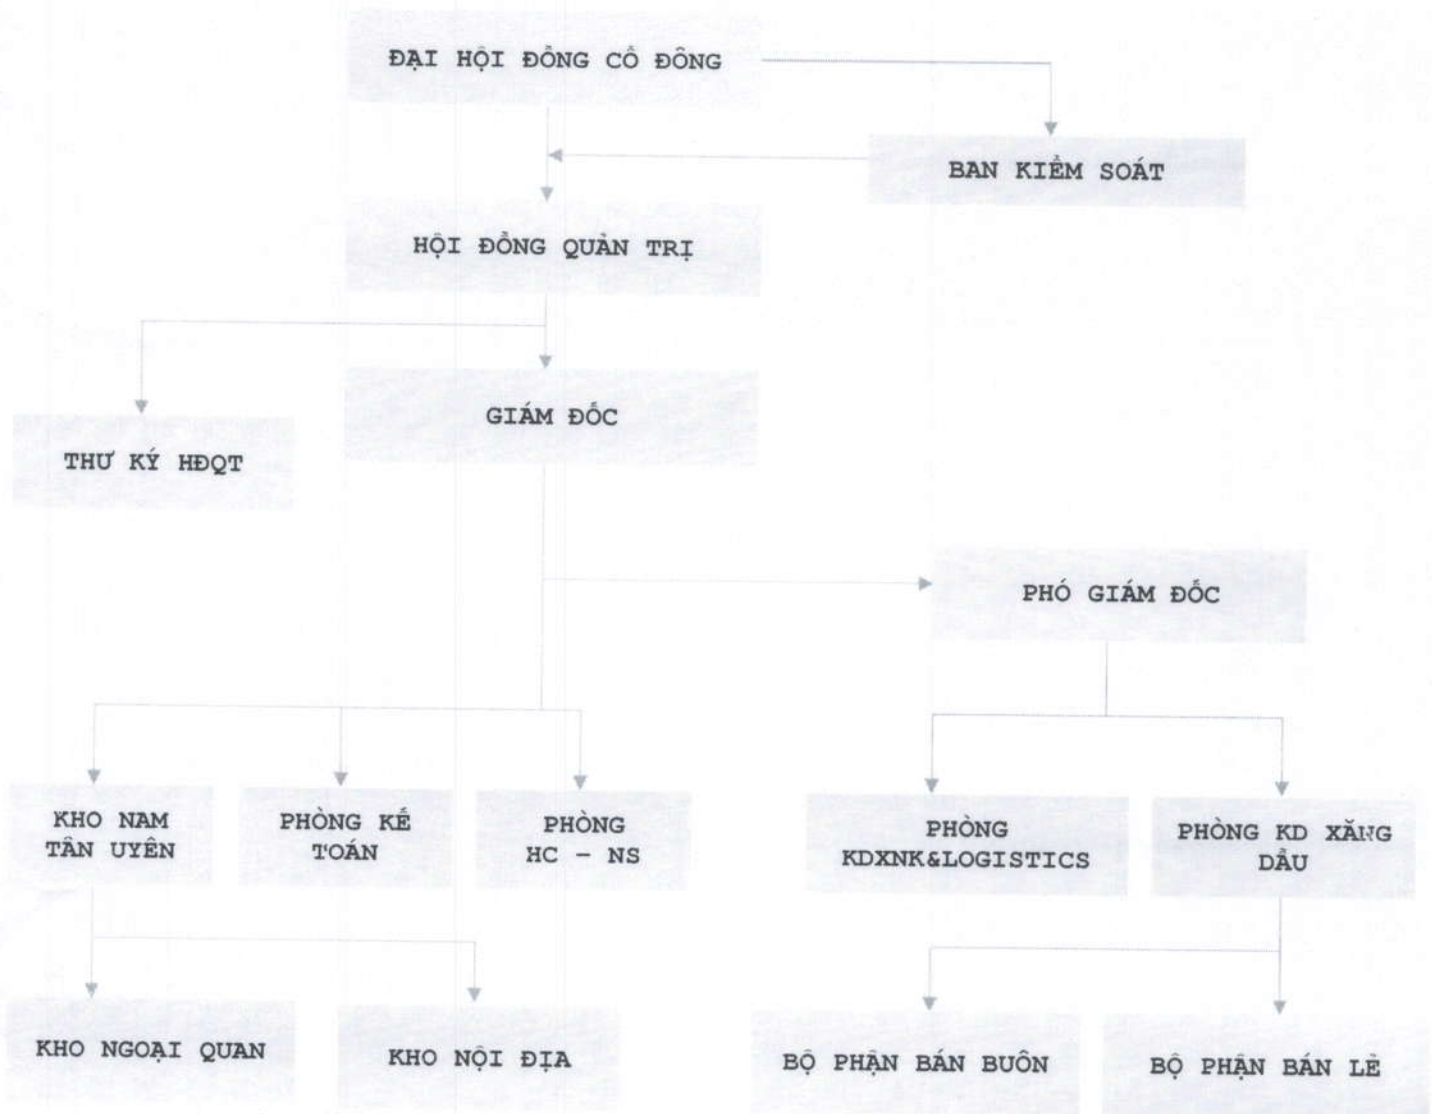 ĐẠI HỘI ĐỒNG CỔ ĐÔNG
BAN KIỂM SOÁT
HỘI ĐỒNG QUẢN TRỊ
GIÁM ĐỐC
THƯ KÝ HĐQT
PHÓ GIÁM ĐỐC
KHO NAM
TÂN UYÊN
PHÒNG KẾ
TOÁN
PHÒNG
HC - NS
PHÒNG
KDXNK&LOGISTICS
PHÒNG KD XĂNG
DẦU
KHO NGOẠI QUAN
KHO NỘI ĐỊA
BỘ PHẬN BÁN BUÔN
BỘ PHẬN BÁN LẺ